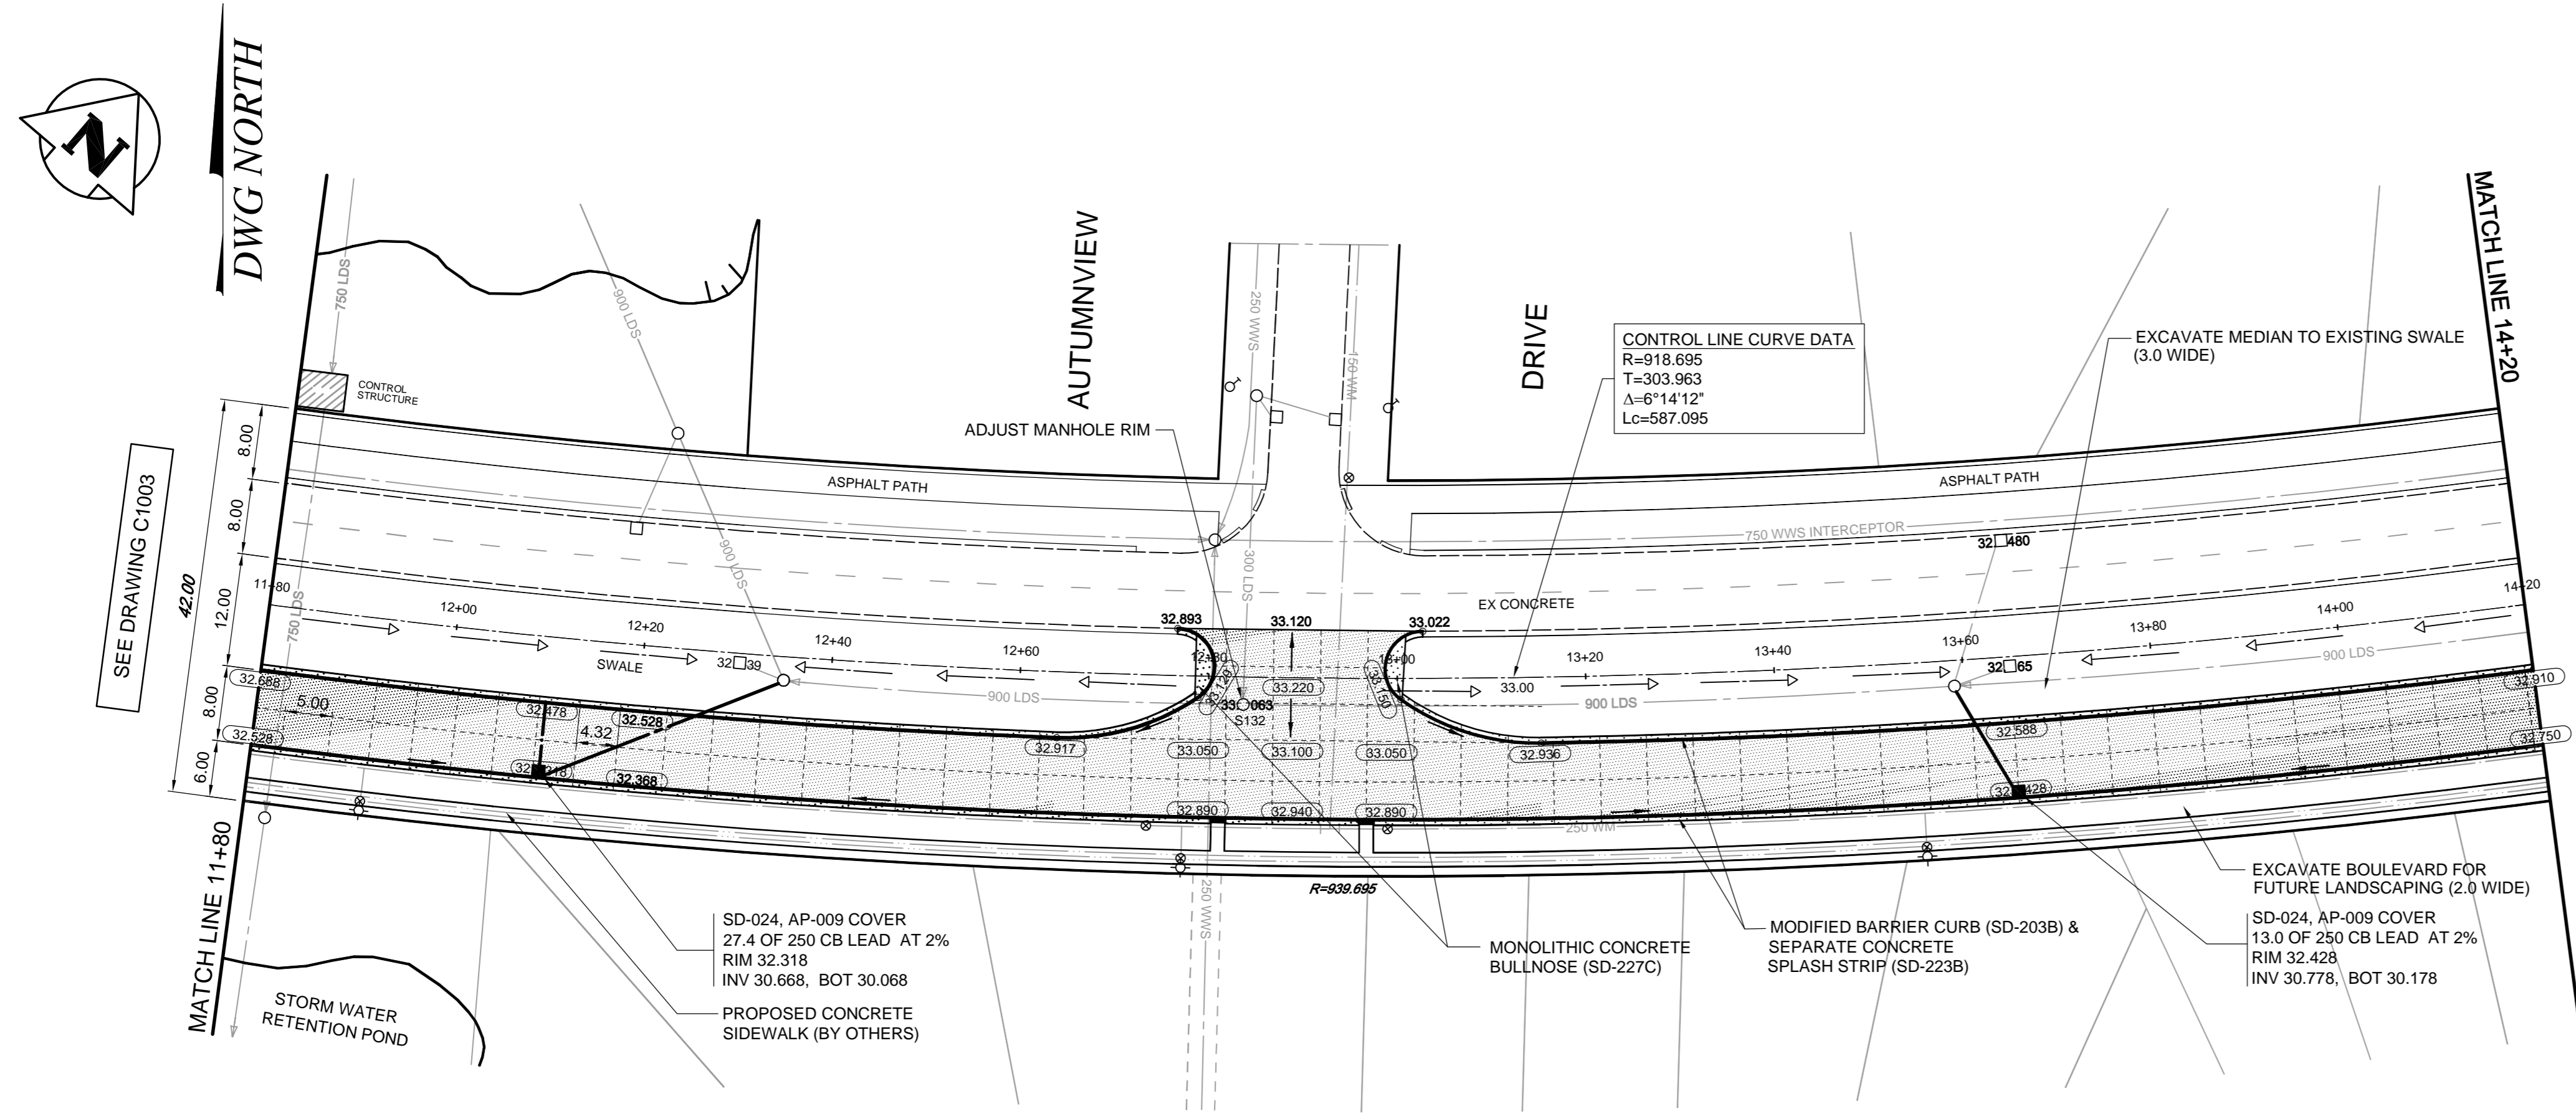 N
DWG NORTH
MATCH LINE 14+20
750 LDS
900 LDS
AUTUMNVIEW
250 WWS
150 WM
DRIVE
CONTROL LINE CURVE DATA
R=918.695
T=303.963
Δ=6°14'12"
Lc=587.095
EXCAVATE MEDIAN TO EXISTING SWALE
(3.0 WIDE)
CONTROL
STRUCTURE
ADJUST MANHOLE RIM
SEE DRAWING C1003
42.00
8.00
8.00
12.00
8.00
6.00
ASPHALT PATH
ASPHALT PATH
750 WWS INTERCEPTOR
900 LDS
300 LDS
750 LDS
EX CONCRETE
11+80
12+00
12+20
12+40
12+60
13+20
13+40
13+60
13+80
14+00
14+20
SWALE
32.893
33.120
33.022
33.220
33.150
S132
33.00
900 LDS
900 LDS
900 LDS
32.688
5.00
32.478
32.528
4.32
32.528
32.368
32.917
33.050
33.100
33.050
32.936
32.588
32.910
32.750
32.890
32.940
32.890
250 WM
R=939.695
250 WWS
MATCH LINE 11+80
STORM WATER
RETENTION POND
SD-024, AP-009 COVER
27.4 OF 250 CB LEAD AT 2%
RIM 32.318
INV 30.668, BOT 30.068
PROPOSED CONCRETE
SIDEWALK (BY OTHERS)
MONOLITHIC CONCRETE
BULLNOSE (SD-227C)
MODIFIED BARRIER CURB (SD-203B) &
SEPARATE CONCRETE
SPLASH STRIP (SD-223B)
EXCAVATE BOULEVARD FOR
FUTURE LANDSCAPING (2.0 WIDE)
SD-024, AP-009 COVER
13.0 OF 250 CB LEAD AT 2%
RIM 32.428
INV 30.778, BOT 30.178